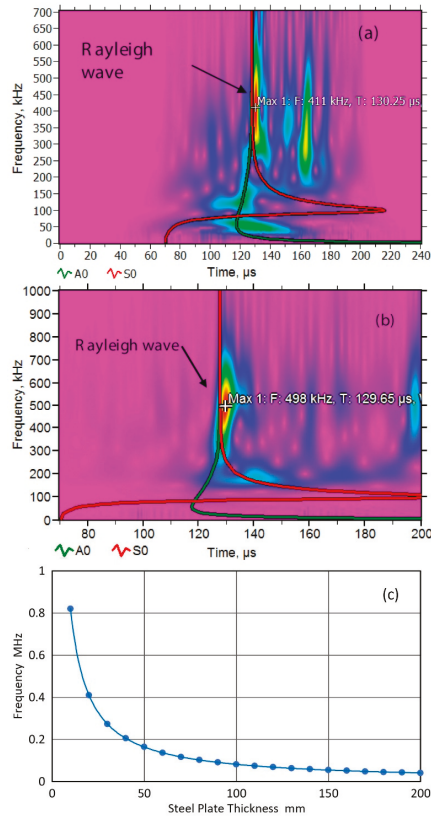 700
(a)
650
600
Rayleigh
wave
550
500
450
Max 1: F: 411 kHz, T: 130.25 µs
400
350
300
250
200
150
100
50
0
Frequency, kHz
0 20 40 60 80 100 120 140 160 180 200 220 240
Time, µs
A0 S0
1000
(b)
900
800
Rayleigh wave
700
600
Max 1: F: 498 kHz, T: 129.65 µs,
500
400
300
200
100
0
Frequency, kHz
80 100 120 140 160 180 200
Time, µs
A0 S0
1
(c)
0.8
0.6
0.4
0.2
0
Frequency MHz
0 50 100 150 200
Steel Plate Thickness mm